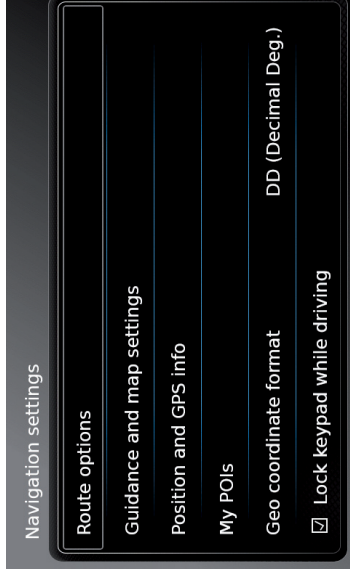 Navigation settings
Route options
Guidance and map settings
Position and GPS info
My POIs
Geo coordinate format DD (Decimal Deg.)
☑ Lock keypad while driving